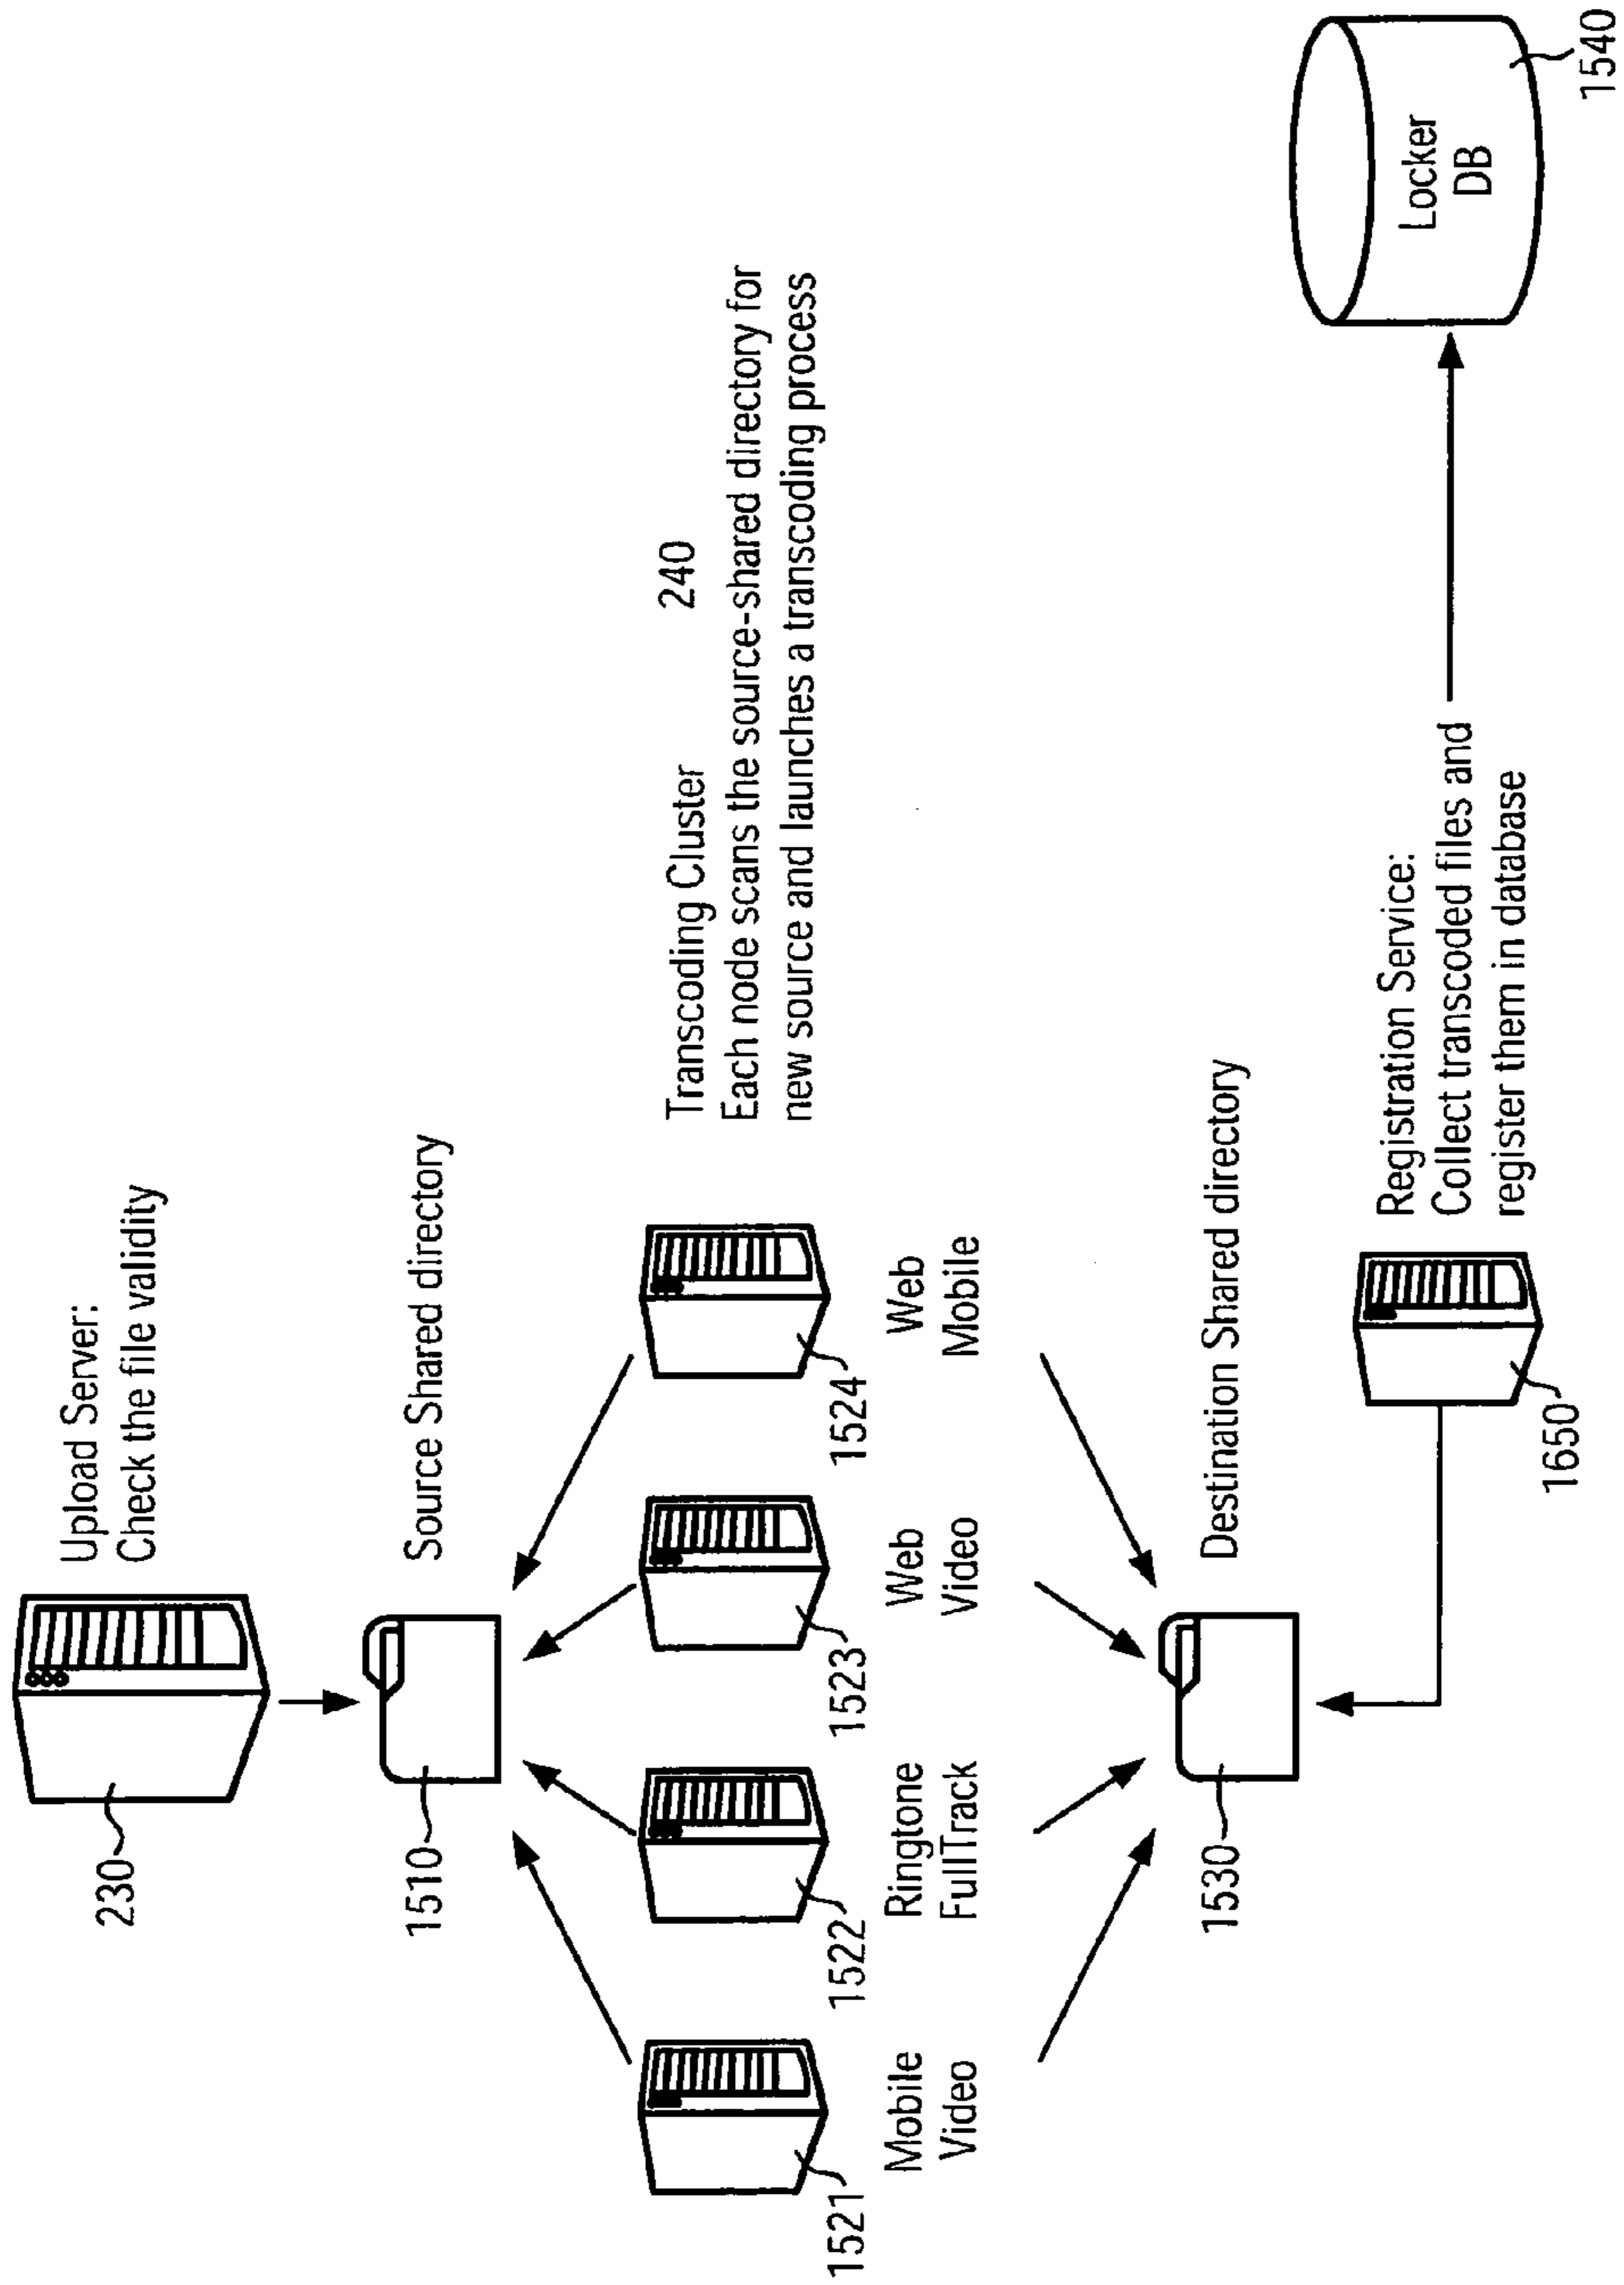 Upload Server:
Check the file validity
230
Source Shared directory
1510
Transcoding Cluster 240
Each node scans the source-shared directory for
new source and launches a transcoding process
1521
Mobile
Video
1522
Ringtone
FullTrack
1523
Web
Video
1524
Web
Mobile
Destination Shared directory
1530
Registration Service:
Collect transcoded files and
register them in database
1650
Locker
DB
1540